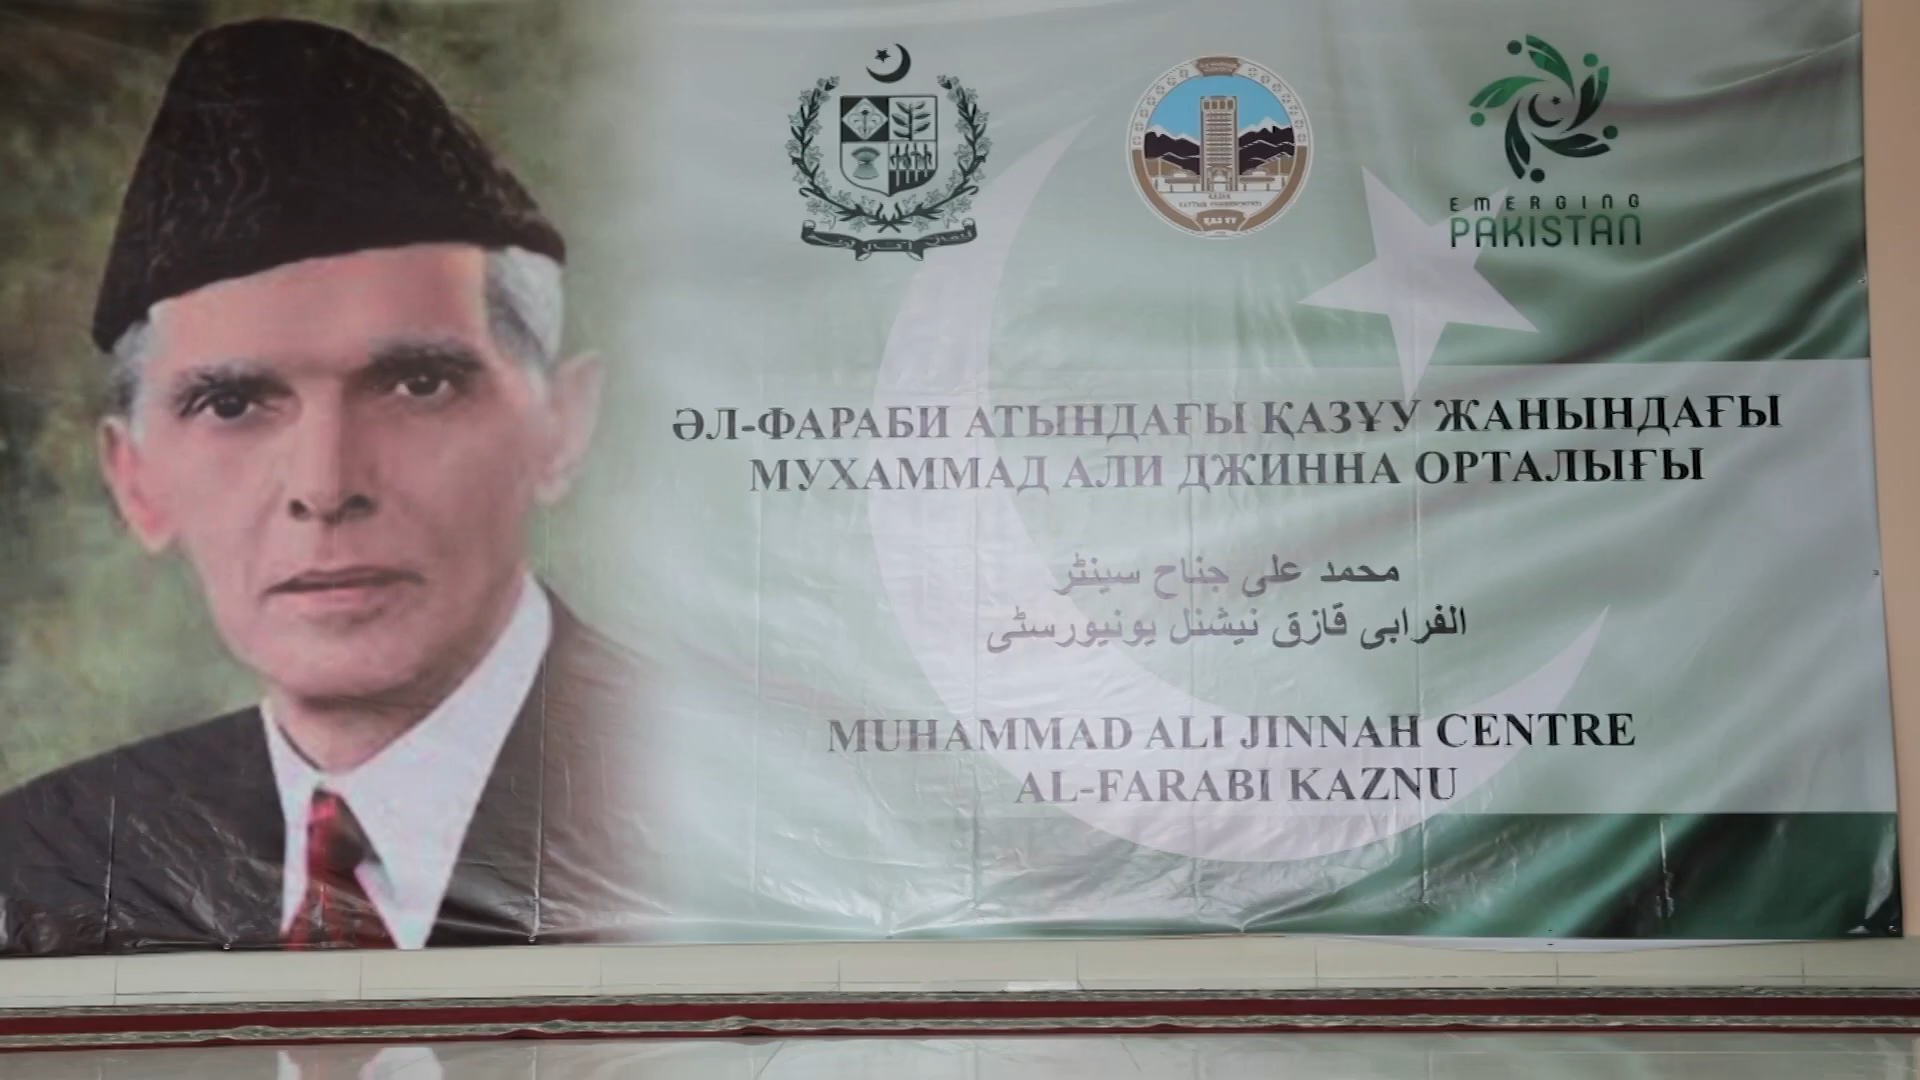 EMERGING
PAKISTAN
ӘЛ-ФАРАБИ АТЫНДАҒЫ ҚАЗҰУ ЖАНЫНДАҒЫ
МУХАММАД АЛИ ДЖИННА ОРТАЛЫҒЫ
محمد علی جناح سینٹر
الفرابی قازق نیشنل یونیورسٹی
MUHAMMAD ALI JINNAH CENTRE
AL-FARABI KAZNU